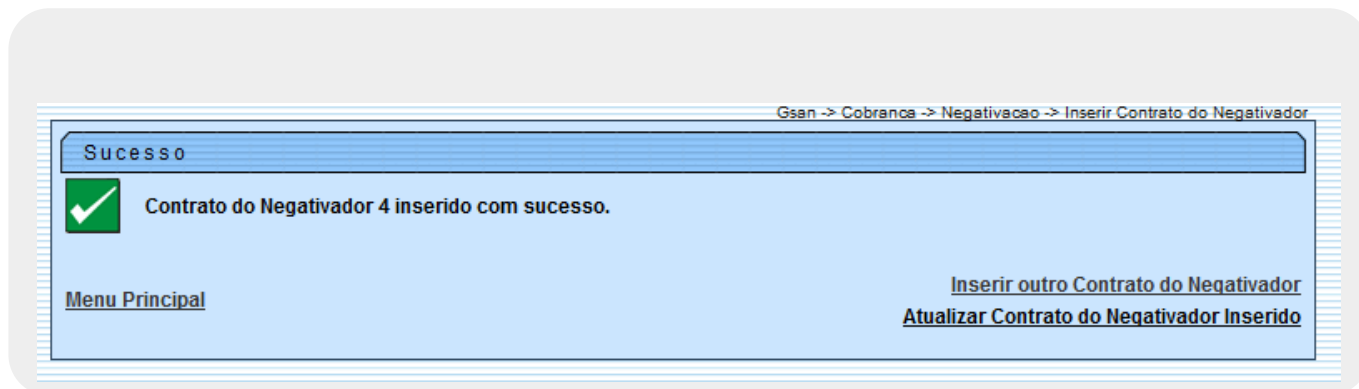 Gsan -> Cobranca -> Negativacao -> Inserir Contrato do Negativador
Sucesso
Contrato do Negativador 4 inserido com sucesso.
Inserir outro Contrato do Negativador
Menu Principal
Atualizar Contrato do Negativador Inserido